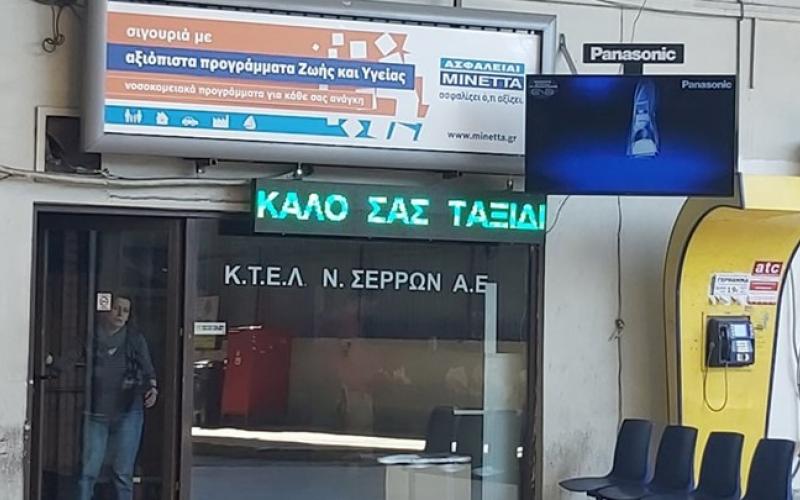 σιγουριά με
αξιόπιστα προγράμματα Ζωής και Υγείας
νοσοκομειακά προγράμματα για κάθε σας ανάγκη
ΑΣΦΑΛΕΙΑΙ
ΜΙΝΕΤΤΑ
ασφαλίζει ό,τι αξίζει.
www.minetta.gr
Panasonic
Panasonic
ΚΑΛΟ ΣΑΣ ΤΑΞΙΔΙ
Κ.Τ.Ε.Λ. Ν. ΣΕΡΡΩΝ Α.Ε.
atc